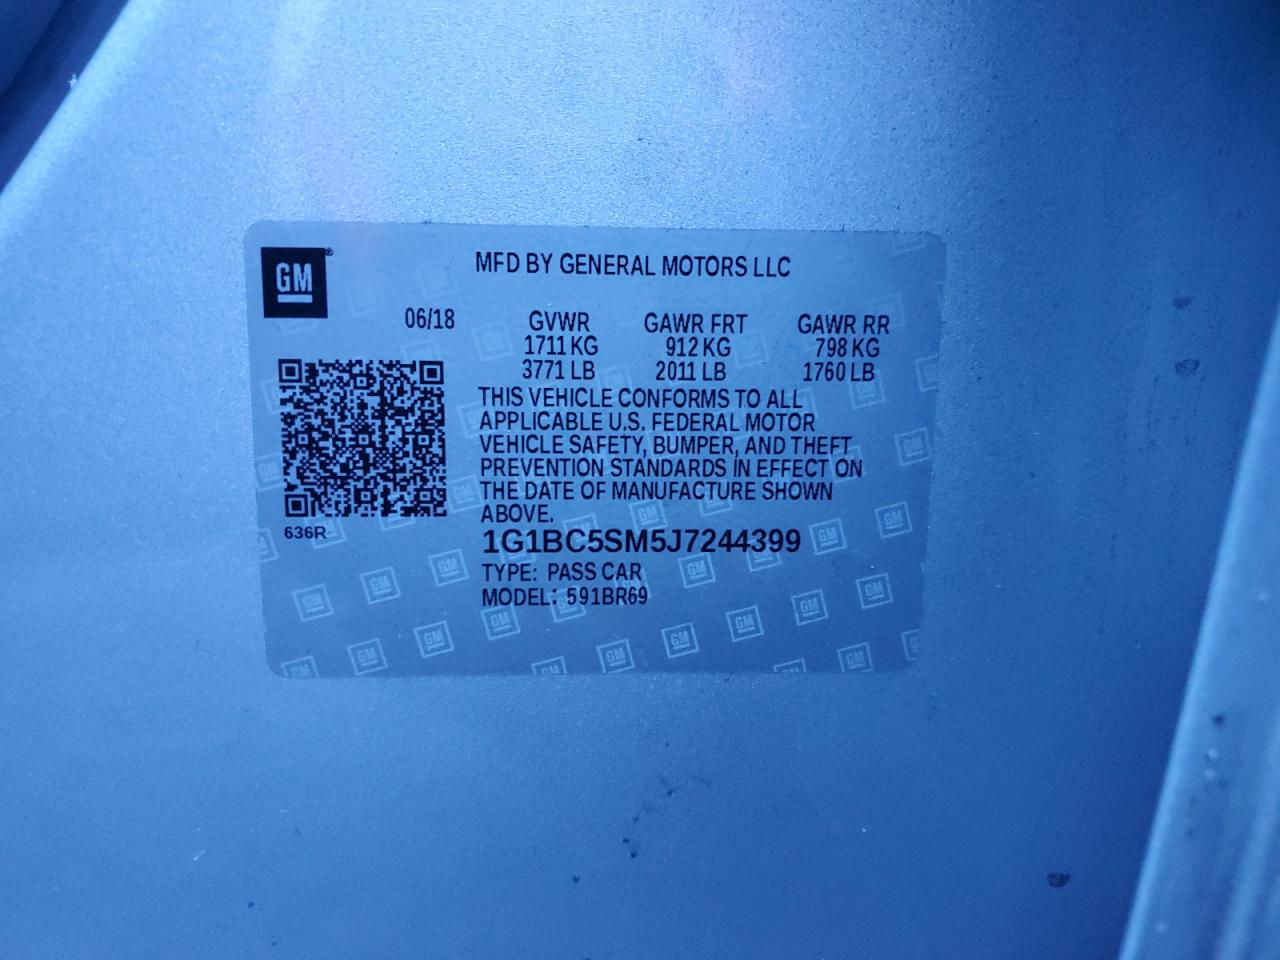 GM
MFD BY GENERAL MOTORS LLC
06/18 GVWR GAWR FRT GAWR RR
1711 KG 912 KG 798 KG
3771 LB 2011 LB 1760 LB
THIS VEHICLE CONFORMS TO ALL
APPLICABLE U.S. FEDERAL MOTOR
VEHICLE SAFETY, BUMPER, AND THEFT
PREVENTION STANDARDS IN EFFECT ON
THE DATE OF MANUFACTURE SHOWN
ABOVE.
636R
1G1BC5SM5J7244399
TYPE: PASS CAR
MODEL: 591BR69